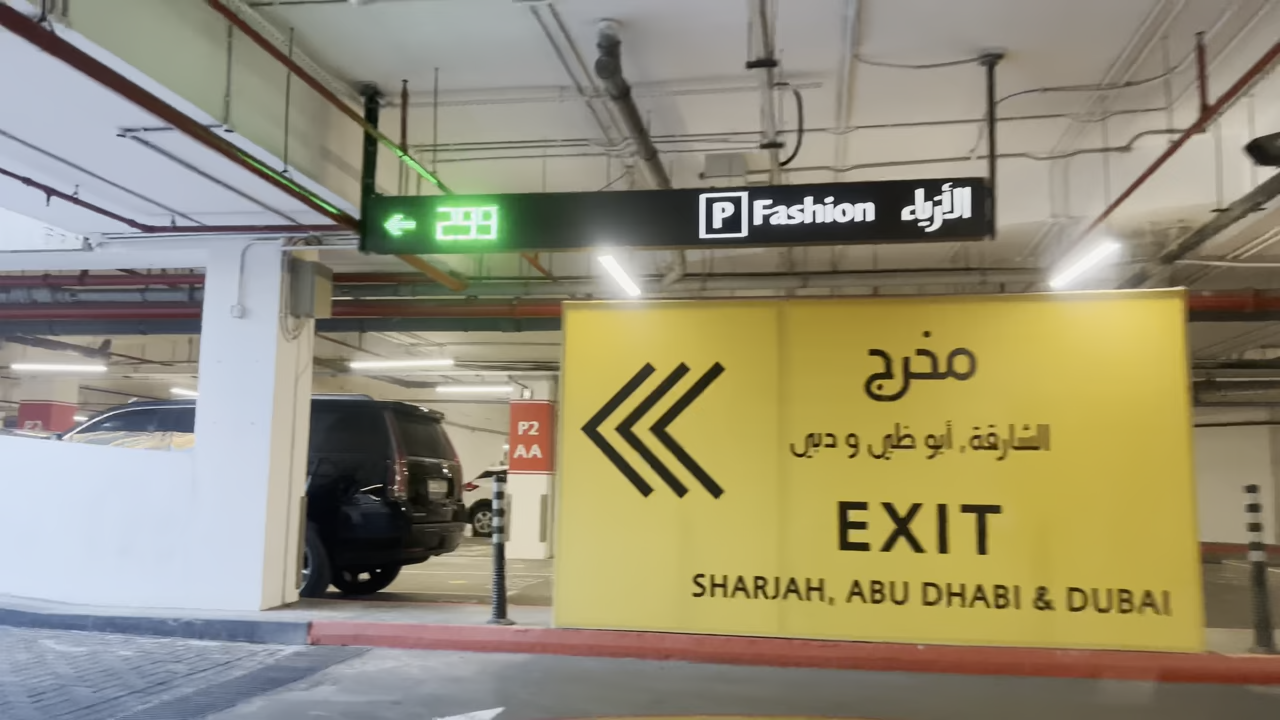 299
P Fashion الأزياء
مخرج
الشارقة, أبو ظبي و دبي
EXIT
SHARJAH, ABU DHABI & DUBAI
P2
AA